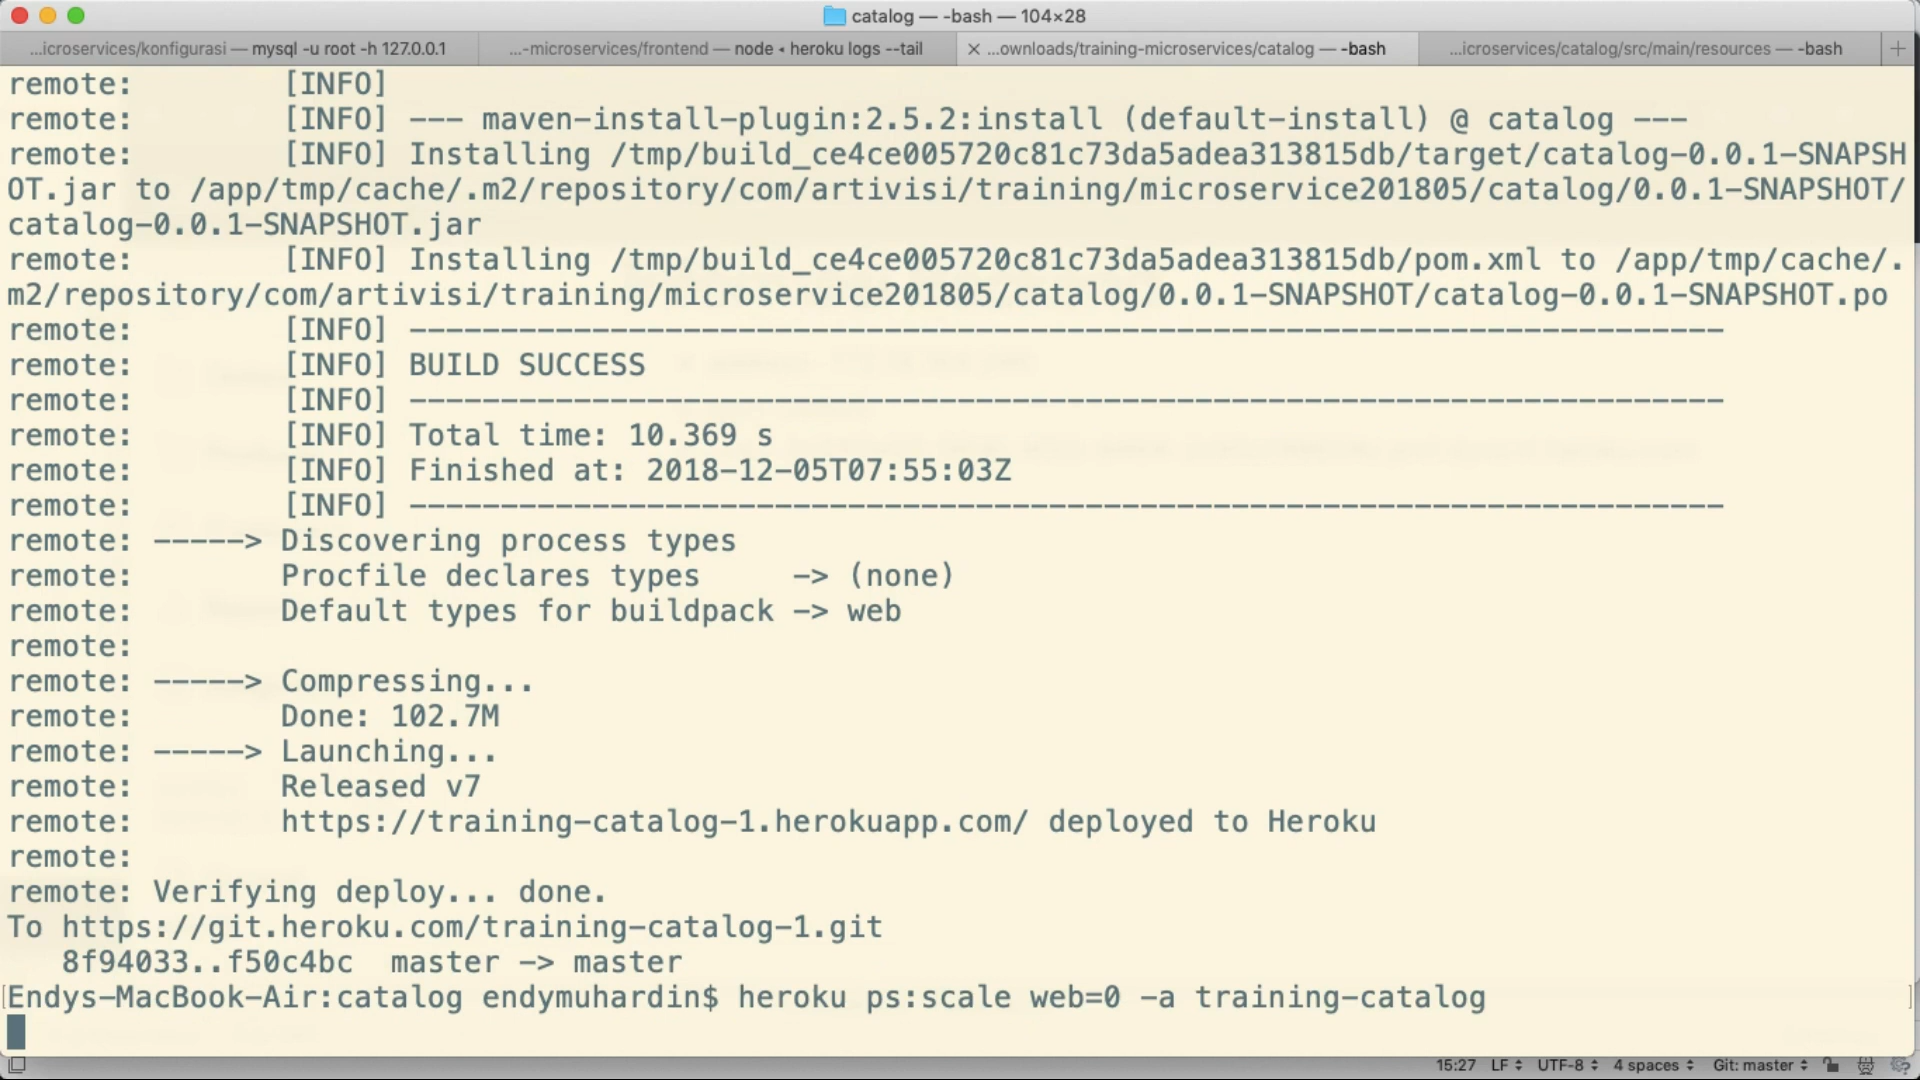 catalog — -bash — 104×28
...icroservices/konfigurasi — mysql -u root -h 127.0.0.1
...-microservices/frontend — node ◂ heroku logs --tail
...ownloads/training-microservices/catalog — -bash
...icroservices/catalog/src/main/resources — -bash
remote:        [INFO]
remote:        [INFO] --- maven-install-plugin:2.5.2:install (default-install) @ catalog ---
remote:        [INFO] Installing /tmp/build_ce4ce005720c81c73da5adea313815db/target/catalog-0.0.1-SNAPSH
OT.jar to /app/tmp/cache/.m2/repository/com/artivisi/training/microservice201805/catalog/0.0.1-SNAPSHOT/
catalog-0.0.1-SNAPSHOT.jar
remote:        [INFO] Installing /tmp/build_ce4ce005720c81c73da5adea313815db/pom.xml to /app/tmp/cache/.
m2/repository/com/artivisi/training/microservice201805/catalog/0.0.1-SNAPSHOT/catalog-0.0.1-SNAPSHOT.po
remote:        [INFO] ------------------------------------------------------------------------
remote:        [INFO] BUILD SUCCESS
remote:        [INFO] ------------------------------------------------------------------------
remote:        [INFO] Total time: 10.369 s
remote:        [INFO] Finished at: 2018-12-05T07:55:03Z
remote:        [INFO] ------------------------------------------------------------------------
remote: -----> Discovering process types
remote:        Procfile declares types     -> (none)
remote:        Default types for buildpack -> web
remote:
remote: -----> Compressing...
remote:        Done: 102.7M
remote: -----> Launching...
remote:        Released v7
remote:        https://training-catalog-1.herokuapp.com/ deployed to Heroku
remote:
remote: Verifying deploy... done.
To https://git.heroku.com/training-catalog-1.git
   8f94033..f50c4bc  master -> master
[Endys-MacBook-Air:catalog endymuhardin$ heroku ps:scale web=0 -a training-catalog ]
15:27 LF UTF-8 4 spaces Git: master